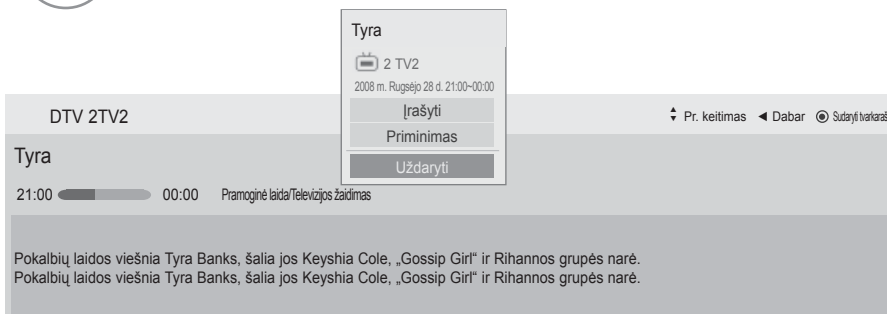 Tyra
2 TV2
2008 m. Rugsėjo 28 d. 21:00~00:00
Įrašyti
Priminimas
Uždaryti
DTV 2TV2
Pr. keitimas ◄ Dabar Sudaryti tvarkaraš
Tyra
21:00 00:00 Pramoginė laida/Televizijos žaidimas
Pokalbių laidos viešnia Tyra Banks, šalia jos Keyshia Cole, „Gossip Girl“ ir Rihannos grupės narė.
Pokalbių laidos viešnia Tyra Banks, šalia jos Keyshia Cole, „Gossip Girl“ ir Rihannos grupės narė.